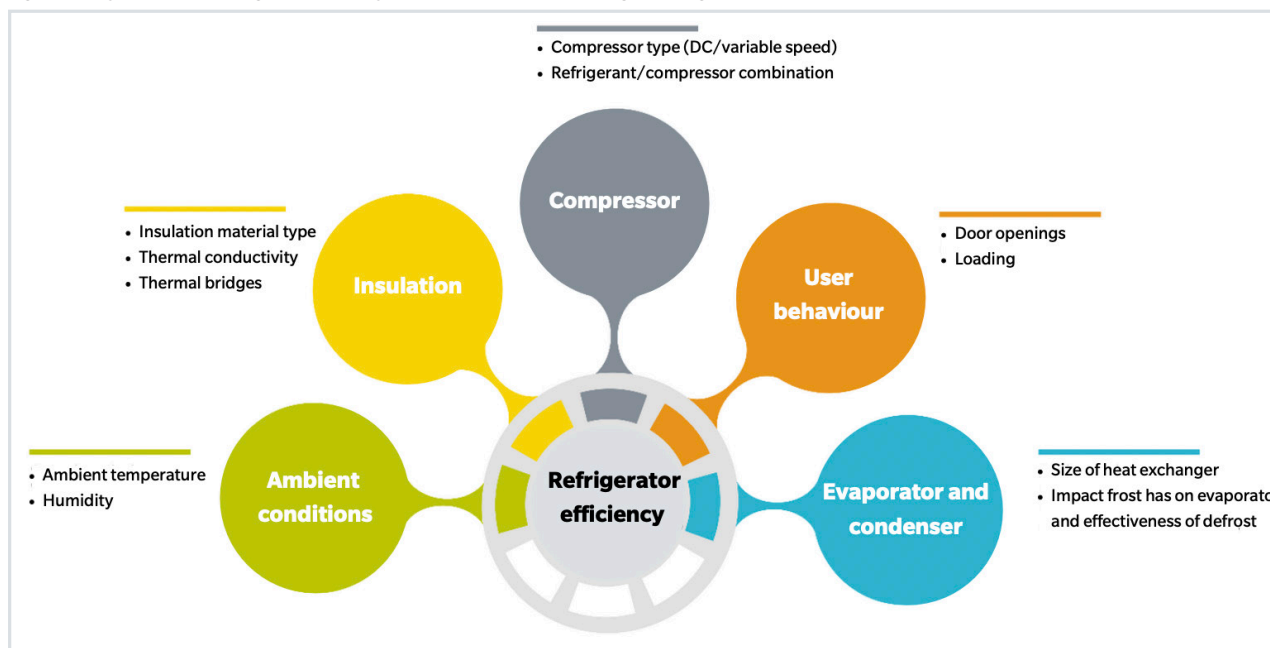 • Compressor type (DC/variable speed)
• Refrigerant/compressor combination
Compressor
• Insulation material type
• Thermal conductivity
• Thermal bridges
Insulation
• Door openings
• Loading
User
behaviour
• Ambient temperature
• Humidity
Ambient
conditions
Refrigerator
efficiency
Evaporator and
condenser
• Size of heat exchanger
• Impact frost has on evaporato
and effectiveness of defrost